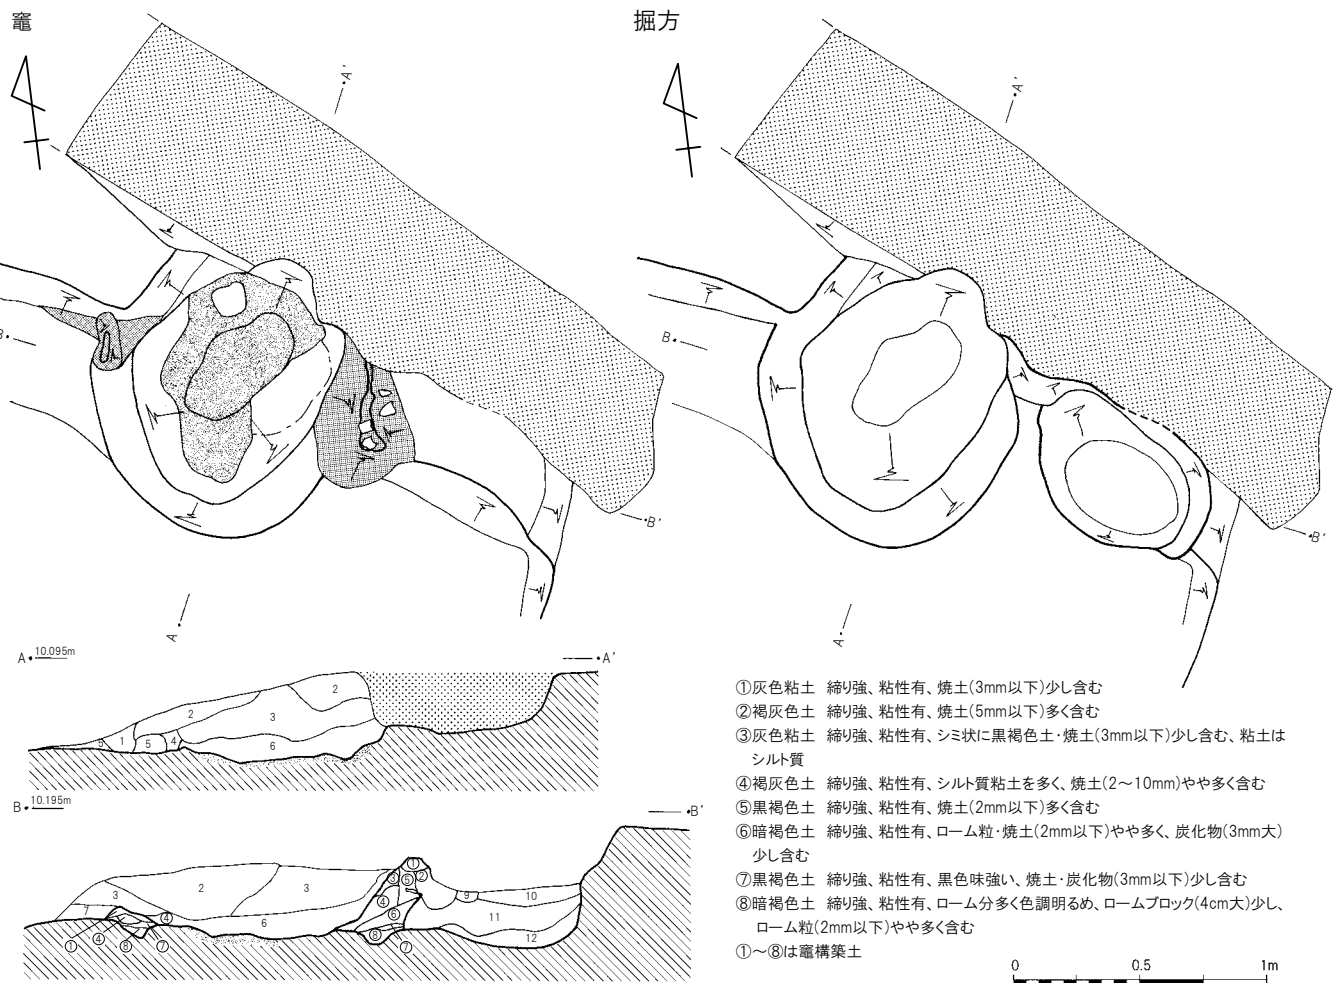 竈
掘方
A'
A'
B
B
B'
B'
A
A
A 10.095m A'
2
2
3
5 1 5 4
6
B 10.195m B'
①
③ ⑤ ②
2
3 3
④
9 10
7
④
6
⑥
11
① ④ ⑧ ⑦
⑧ ⑦
12
①灰色粘土 締り強、粘性有、焼土(3mm以下)少し含む
②褐灰色土 締り強、粘性有、焼土(5mm以下)多く含む
③灰色粘土 締り強、粘性有、シミ状に黒褐色土・焼土(3mm以下)少し含む、粘土は
シルト質
④褐灰色土 締り強、粘性有、シルト質粘土を多く、焼土(2～10mm)やや多く含む
⑤黒褐色土 締り強、粘性有、焼土(2mm以下)多く含む
⑥暗褐色土 締り強、粘性有、ローム粒・焼土(2mm以下)やや多く、炭化物(3mm大)
少し含む
⑦黒褐色土 締り強、粘性有、黒色味強い、焼土・炭化物(3mm以下)少し含む
⑧暗褐色土 締り強、粘性有、ローム分多く色調明るめ、ロームブロック(4cm大)少し、
ローム粒(2mm以下)やや多く含む
①～⑧は竈構築土
0 0.5 1m